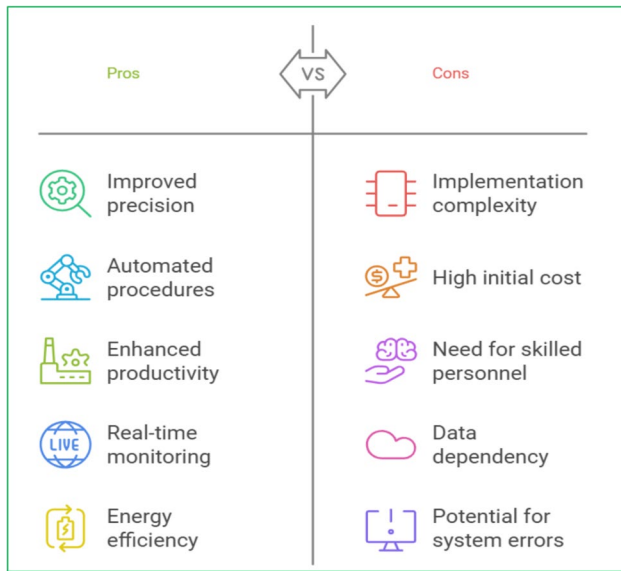 Pros
VS
Cons
Improved
precision
Implementation
complexity
Automated
procedures
High initial cost
Enhanced
productivity
Need for skilled
personnel
LIVE
Real-time
monitoring
Data
dependency
Energy
efficiency
Potential for
system errors